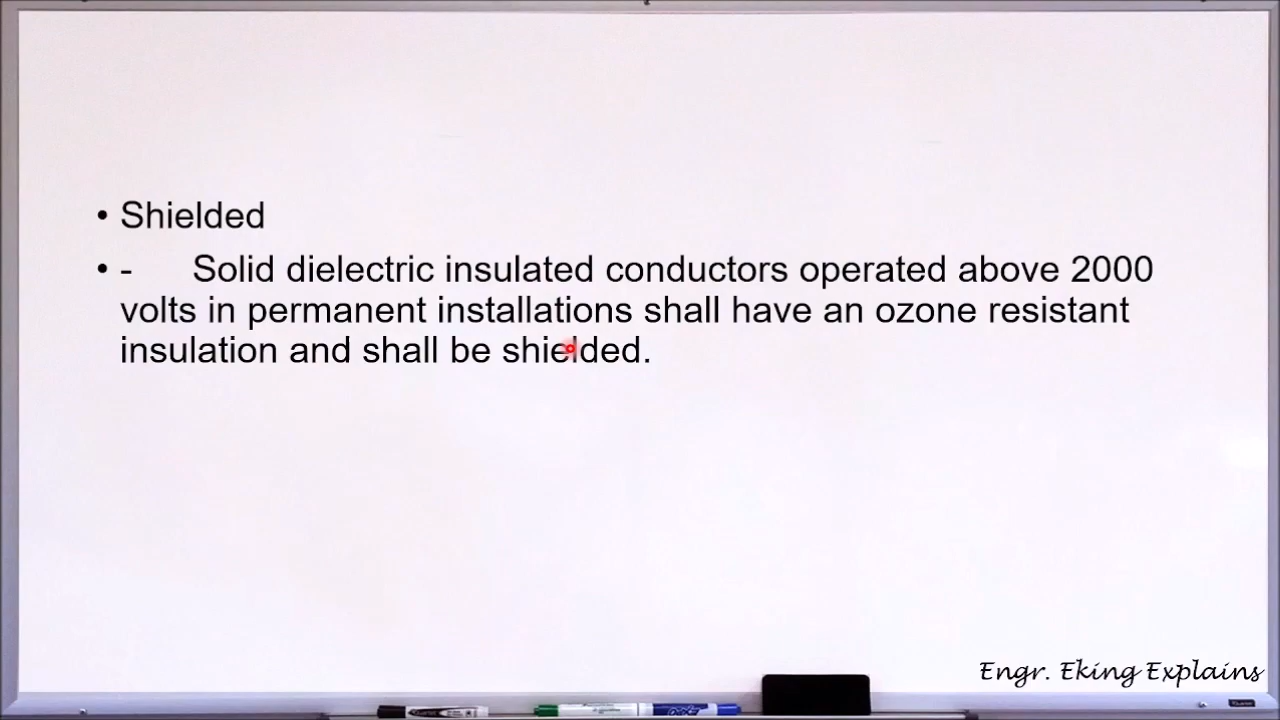 • Shielded
• - Solid dielectric insulated conductors operated above 2000
volts in permanent installations shall have an ozone resistant
insulation and shall be shielded.
Engr. Eking Explains